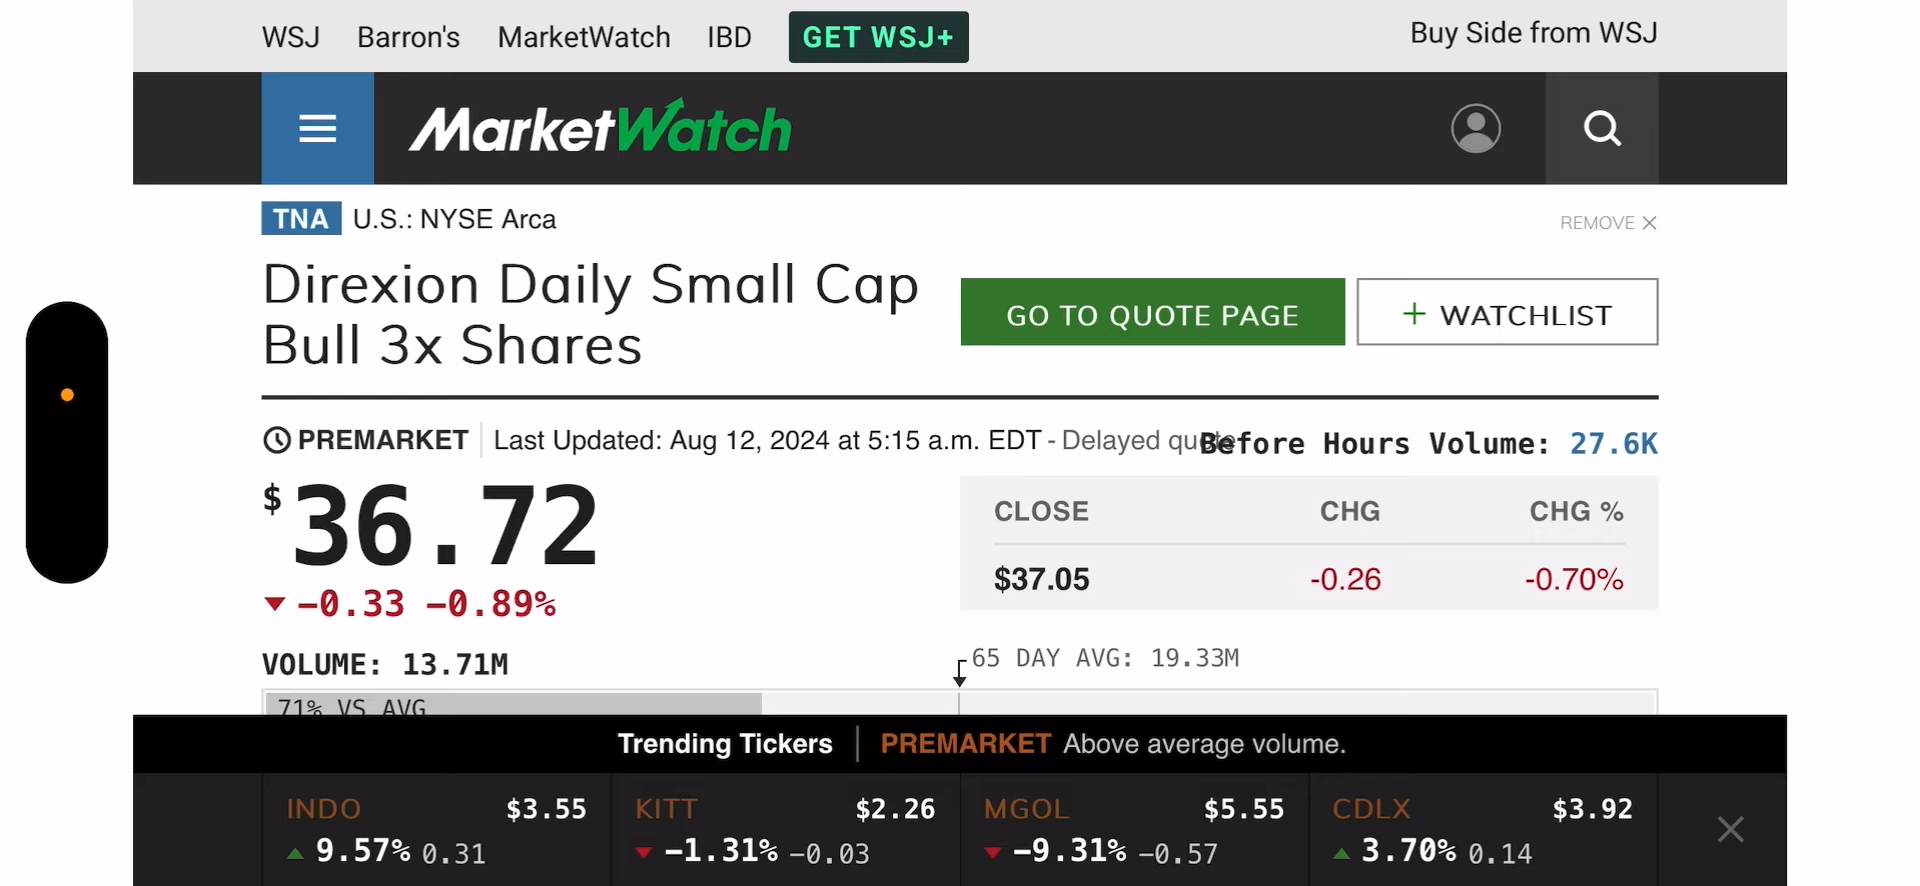 WSJ Barron's MarketWatch IBD GET WSJ+ Buy Side from WSJ
MarketWatch
TNA U.S.: NYSE Arca REMOVE
Direxion Daily Small Cap
Bull 3x Shares
GO TO QUOTE PAGE + WATCHLIST
PREMARKET Last Updated: Aug 12, 2024 at 5:15 a.m. EDT - Delayed quote Before Hours Volume: 27.6K
$36.72
-0.33 -0.89%
CLOSE CHG CHG %
$37.05 -0.26 -0.70%
VOLUME: 13.71M 65 DAY AVG: 19.33M
71% VS AVG
Trending Tickers PREMARKET Above average volume.
INDO $3.55 KITT $2.26 MGOL $5.55 CDLX $3.92
9.57% 0.31 -1.31% -0.03 -9.31% -0.57 3.70% 0.14